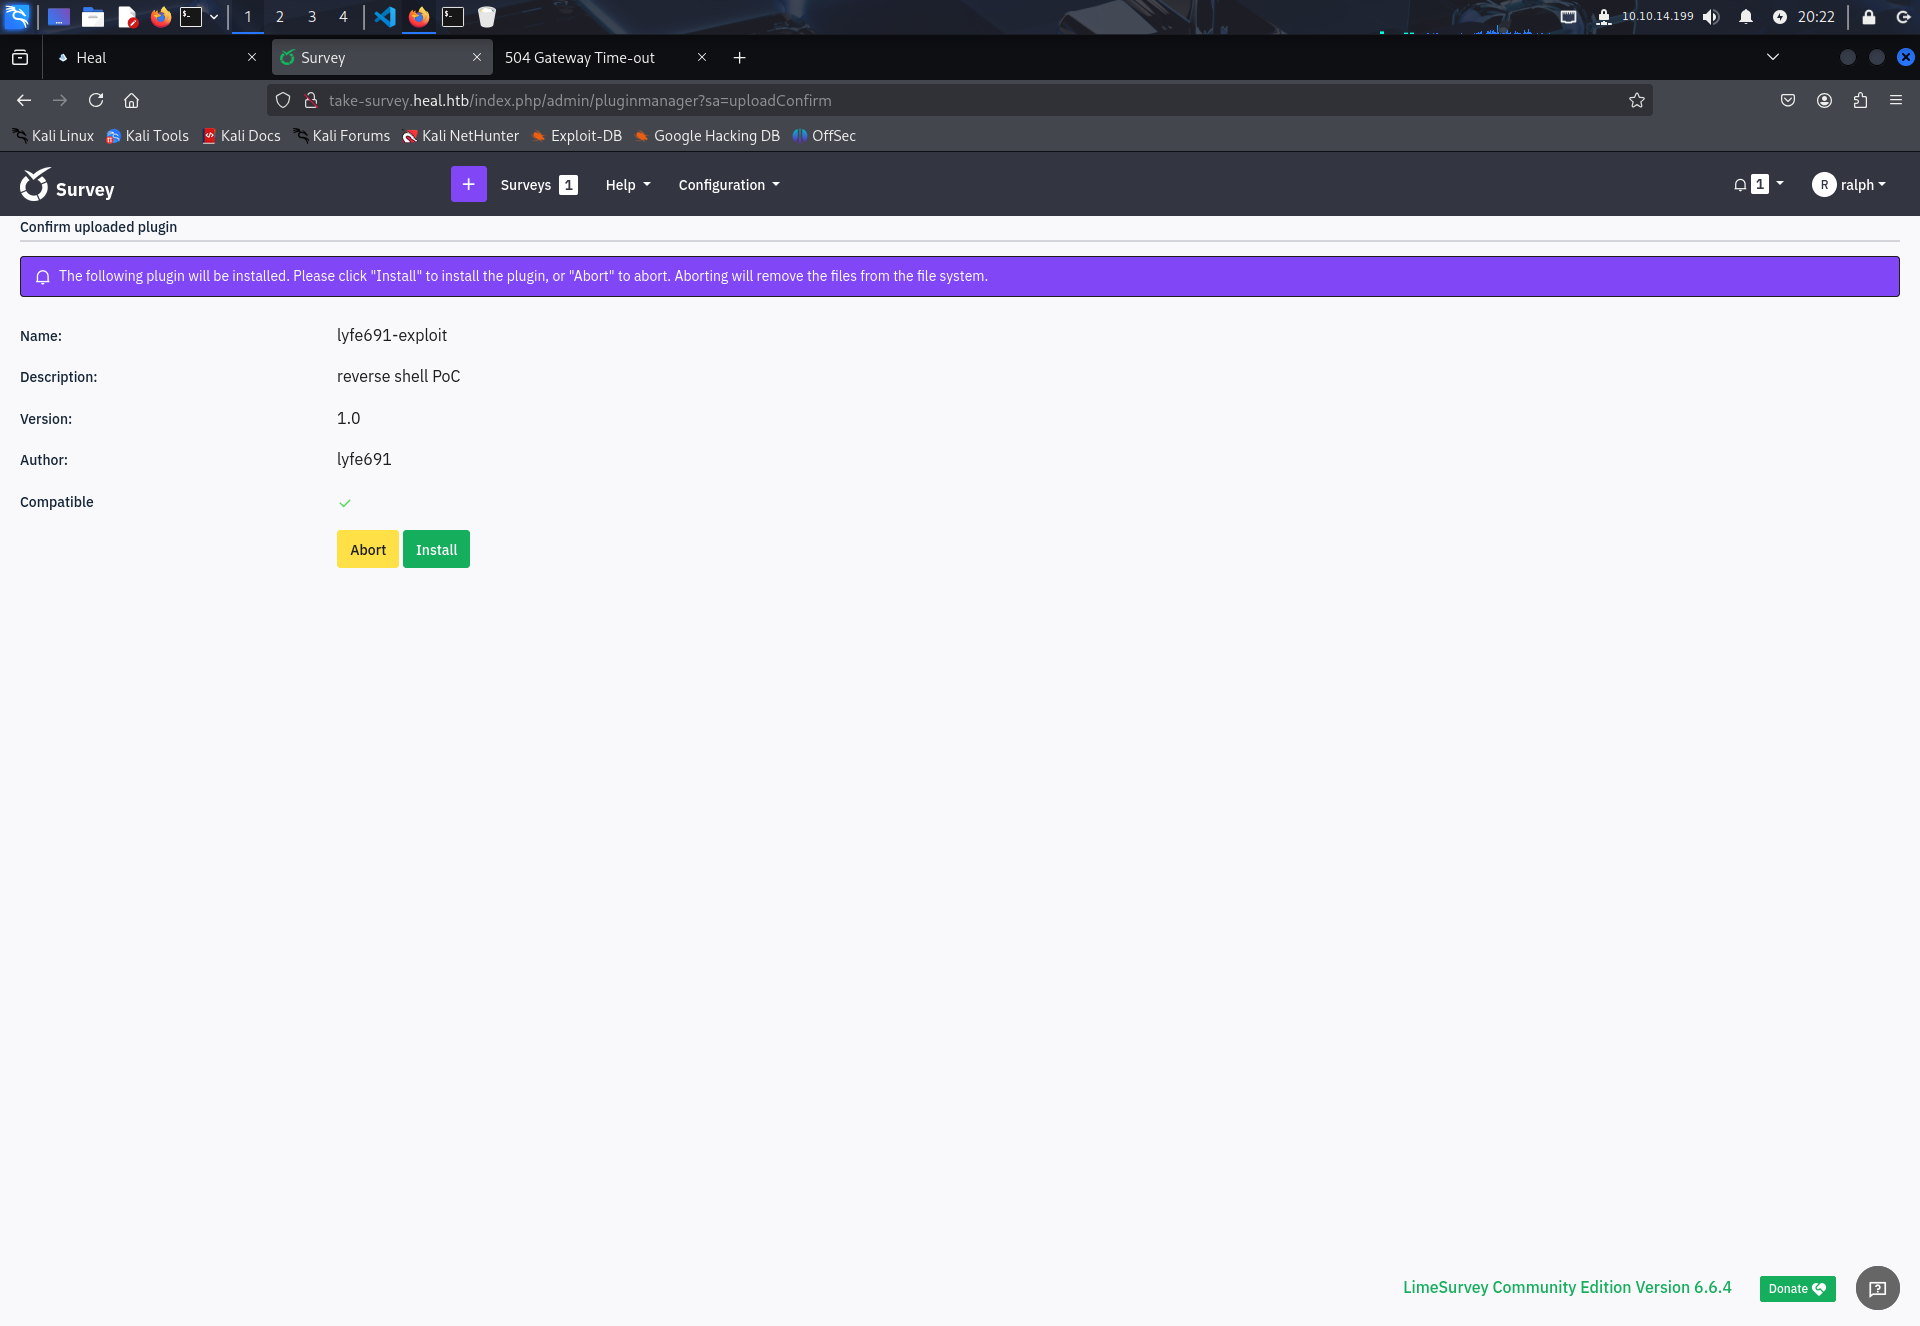 1 2 3 4 10.10.14.199 20:22
Heal Survey 504 Gateway Time-out
take-survey.heal.htb/index.php/admin/pluginmanager?sa=uploadConfirm
Kali Linux Kali Tools Kali Docs Kali Forums Kali NetHunter Exploit-DB Google Hacking DB OffSec
Survey + Surveys 1 Help Configuration 1 R ralph
Confirm uploaded plugin
The following plugin will be installed. Please click "Install" to install the plugin, or "Abort" to abort. Aborting will remove the files from the file system.
Name: lyfe691-exploit
Description: reverse shell PoC
Version: 1.0
Author: lyfe691
Compatible
Abort Install
LimeSurvey Community Edition Version 6.6.4 Donate